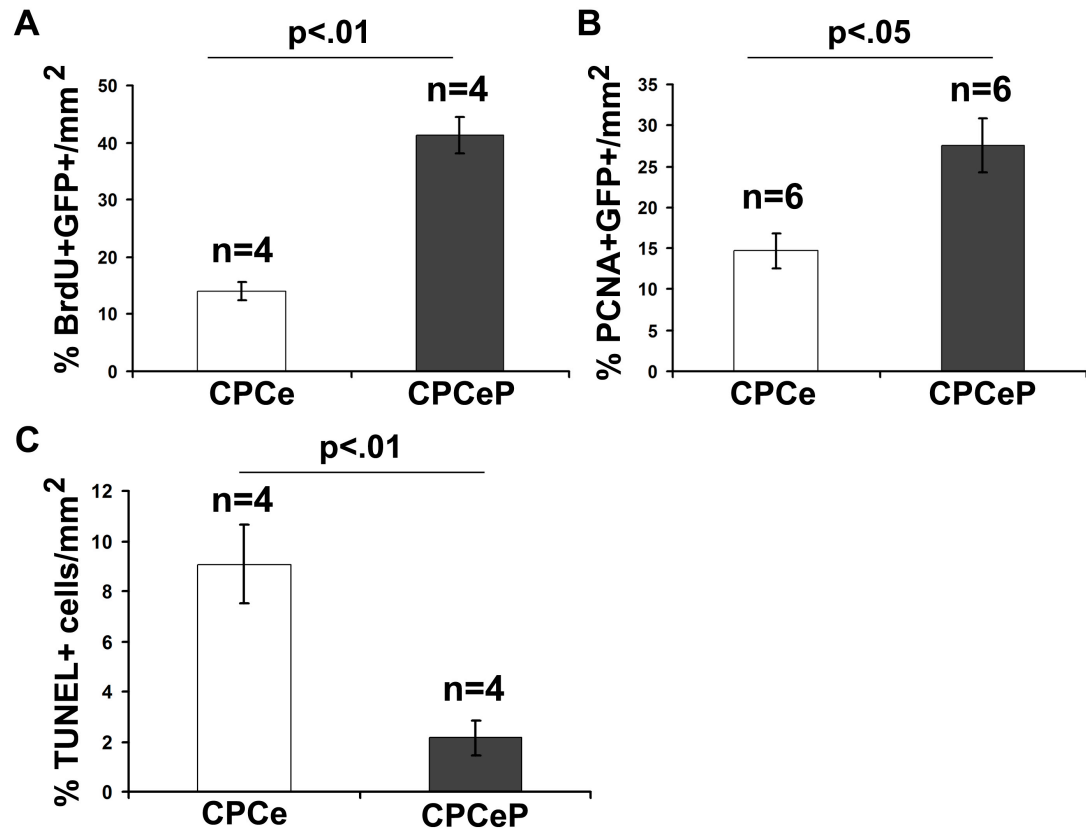 A
p<.01
% BrdU+GFP+/mm2
50
40
30
20
10
0
n=4
n=4
CPCe
CPCeP
B
p<.05
% PCNA+GFP+/mm2
35
30
25
20
15
10
5
0
n=6
n=6
CPCe
CPCeP
C
p<.01
% TUNEL+ cells/mm2
12
10
8
6
4
2
0
n=4
n=4
CPCe
CPCeP